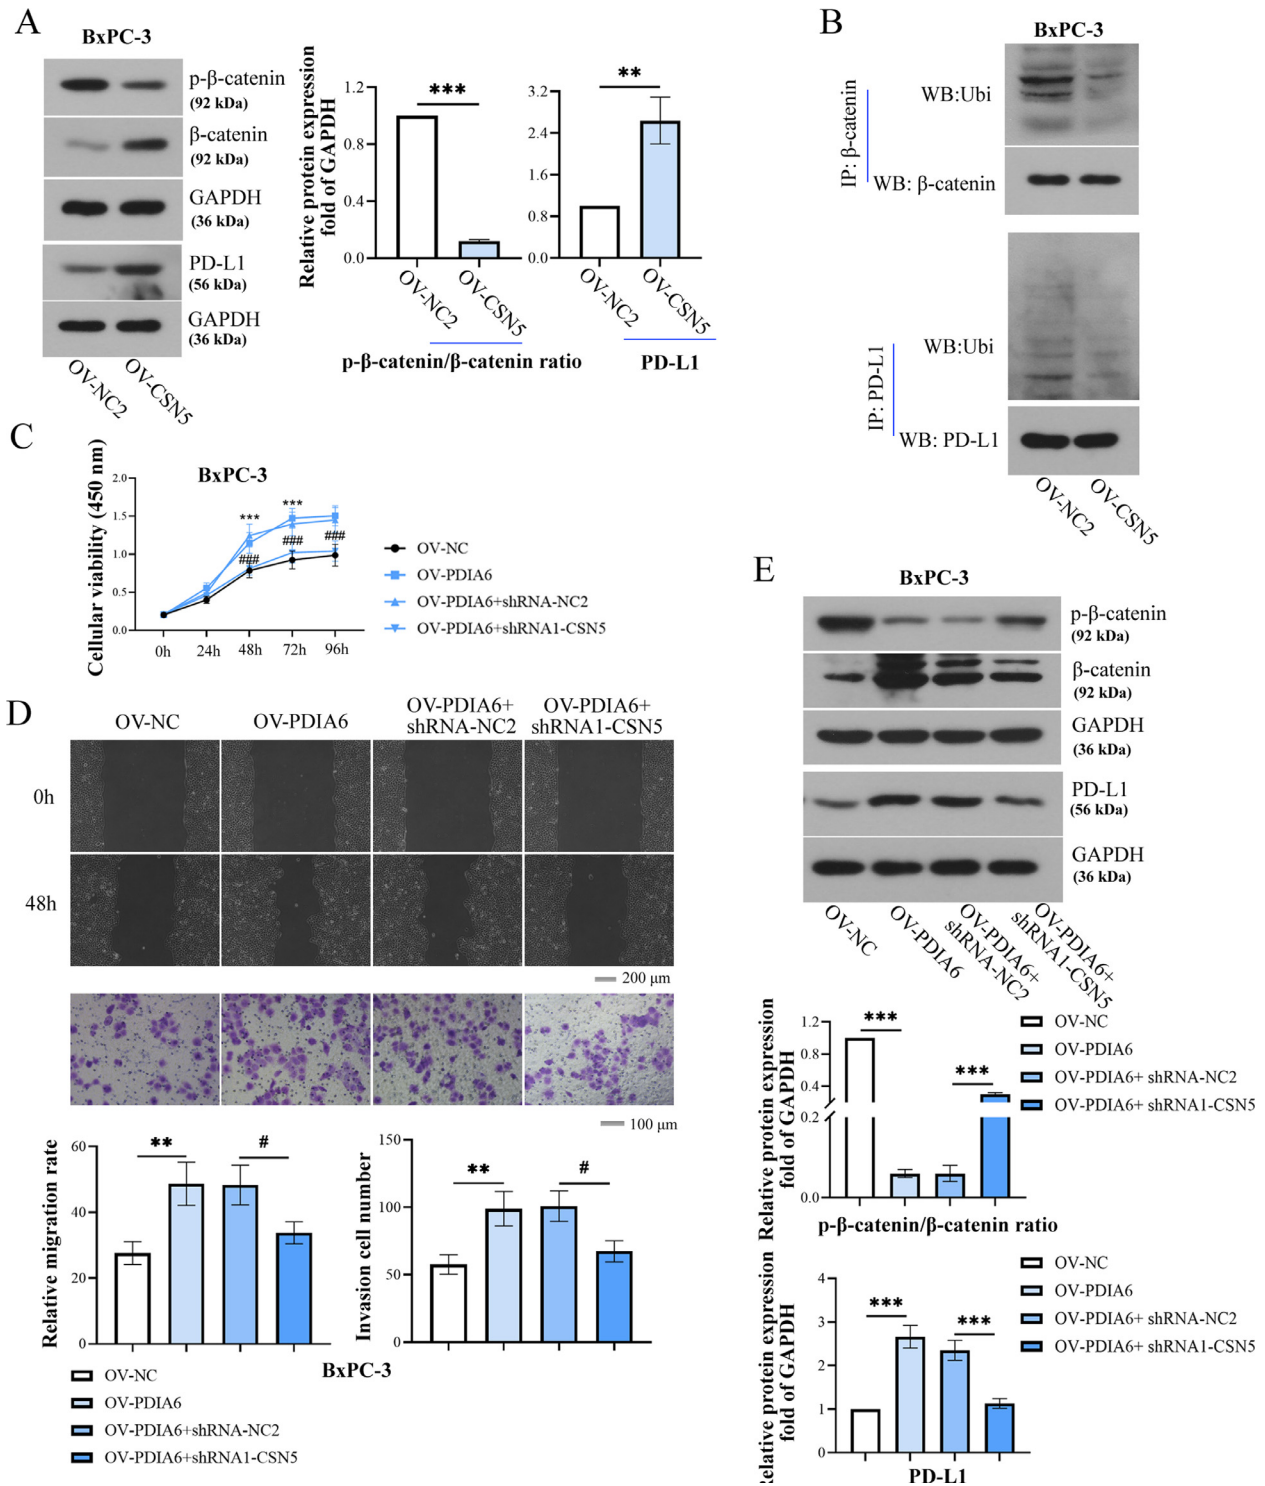 A
BxPC-3
p-β-catenin
(92 kDa)
β-catenin
(92 kDa)
GAPDH
(36 kDa)
PD-L1
(56 kDa)
GAPDH
(36 kDa)
OV-NC2
OV-CSN5
Relative protein expression
fold of GAPDH
1.2
0.8
0.4
0.0
***
OV-NC2
OV-CSN5
p-β-catenin/β-catenin ratio
3.2
2.4
1.6
0.8
0.0
**
OV-NC2
OV-CSN5
PD-L1
B
BxPC-3
IP: β-catenin
WB:Ubi
WB: β-catenin
IP: PD-L1
WB:Ubi
WB: PD-L1
OV-NC2
OV-CSN5
C
BxPC-3
Cellular viability (450 nm)
2.0
1.5
1.0
0.5
0.0
***
***
###
###
###
0h
24h
48h
72h
96h
OV-NC
OV-PDIA6
OV-PDIA6+shRNA-NC2
OV-PDIA6+shRNA1-CSN5
D
OV-NC
OV-PDIA6
OV-PDIA6+
shRNA-NC2
OV-PDIA6+
shRNA1-CSN5
0h
48h
200 μm
100 μm
Relative migration rate
60
40
20
0
**
#
Invasion cell number
150
100
50
0
**
#
BxPC-3
OV-NC
OV-PDIA6
OV-PDIA6+shRNA-NC2
OV-PDIA6+shRNA1-CSN5
E
BxPC-3
p-β-catenin
(92 kDa)
β-catenin
(92 kDa)
GAPDH
(36 kDa)
PD-L1
(56 kDa)
GAPDH
(36 kDa)
OV-NC
OV-PDIA6
OV-PDIA6+
shRNA-NC2
OV-PDIA6+
shRNA1-CSN5
Relative protein expression
fold of GAPDH
1.2
0.8
0.4
0.2
0.0
***
***
OV-NC
OV-PDIA6
OV-PDIA6+ shRNA-NC2
OV-PDIA6+ shRNA1-CSN5
p-β-catenin/β-catenin ratio
Relative protein expression
fold of GAPDH
4
3
2
1
0
***
***
OV-NC
OV-PDIA6
OV-PDIA6+ shRNA-NC2
OV-PDIA6+ shRNA1-CSN5
PD-L1